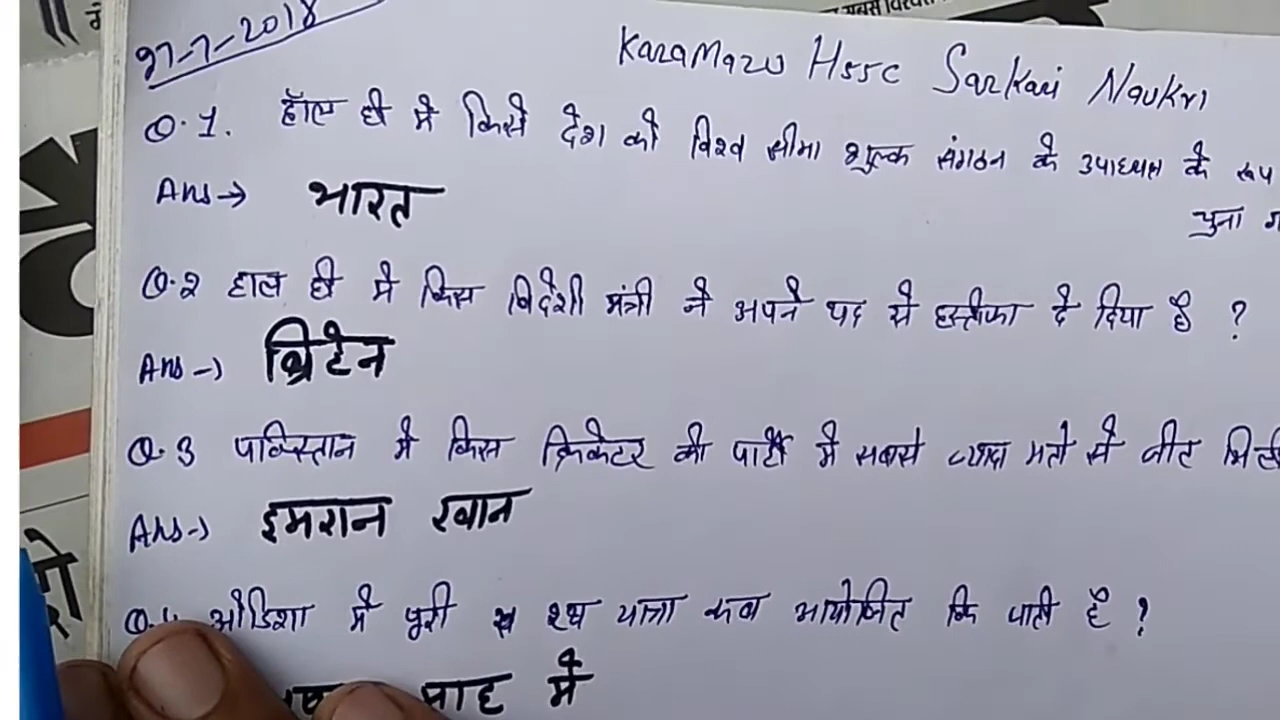 27-7-2018
Karamazu Hssc Sarkari Naukri
Q.1. हॉल ही मे किसे देश को विश्व सीमा शुल्क संगठन के उपाध्यक्ष के रूप
चुना
Ans→ भारत
Q.2 हाल ही मे किस विदेशी मंत्री ने अपने पद से इस्तीफा दे दिया है ?
Ans→ ब्रिटेन
Q.3 पाकिस्तान मे किस क्रिकेटर की पार्टी मे सबसे ज्यादा मतो से जीत
Ans→ इमरान खान
ओडिशा मे पूरी रथ यात्रा कब आयोजित कि जाती है ?
माह मे